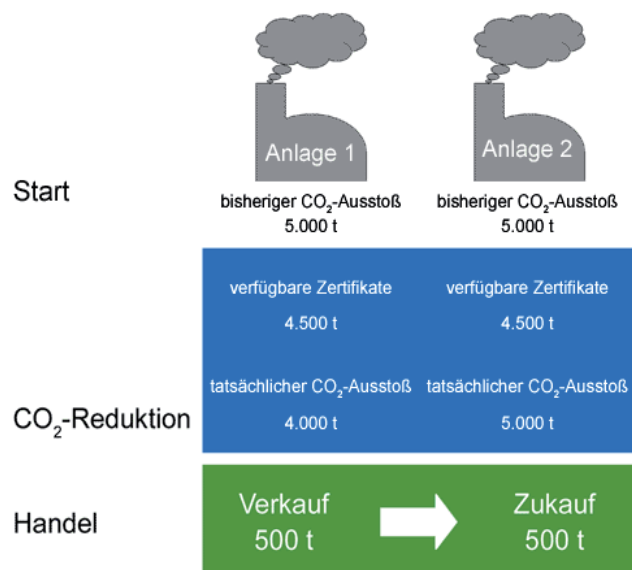 Anlage 1
Anlage 2
Start
bisheriger CO₂-Ausstoß
5.000 t
bisheriger CO₂-Ausstoß
5.000 t
verfügbare Zertifikate
4.500 t
verfügbare Zertifikate
4.500 t
CO₂-Reduktion
tatsächlicher CO₂-Ausstoß
4.000 t
tatsächlicher CO₂-Ausstoß
5.000 t
Handel
Verkauf
500 t
Zukauf
500 t